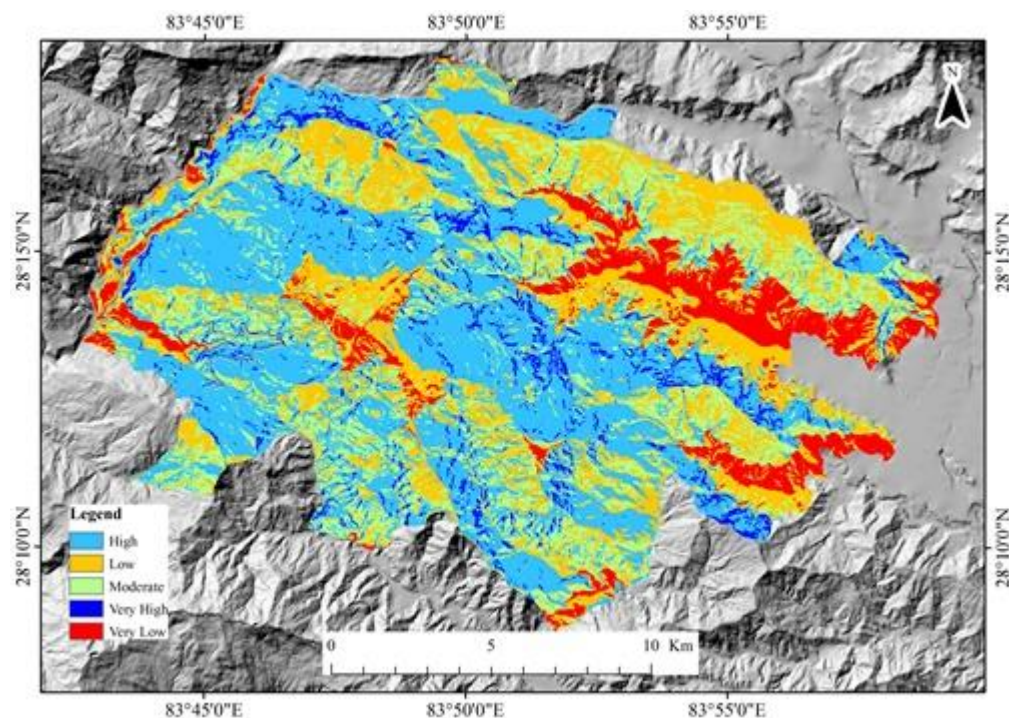 83°45'0"E 83°50'0"E 83°55'0"E
N
28°15'0"N 28°15'0"N
28°10'0"N 28°10'0"N
Legend
High
Low
Moderate
Very High
Very Low
0 5 10 Km
83°45'0"E 83°50'0"E 83°55'0"E